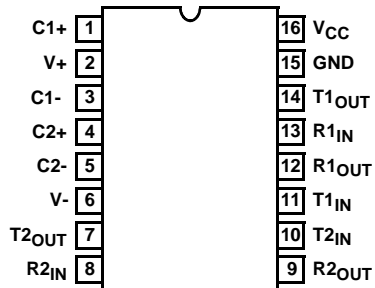 C1+ 1 16 VCC
V+ 2 15 GND
C1- 3 14 T1OUT
C2+ 4 13 R1IN
C2- 5 12 R1OUT
V- 6 11 T1IN
T2OUT 7 10 T2IN
R2IN 8 9 R2OUT